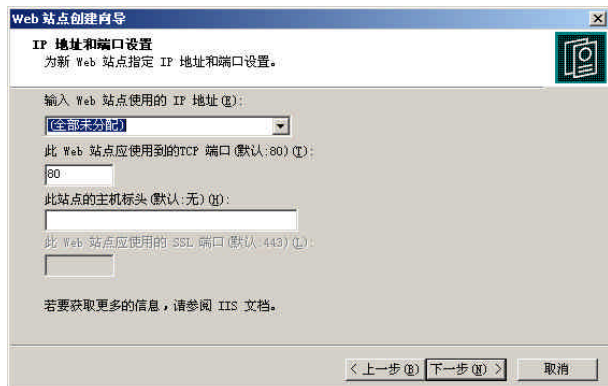 Web 站点创建向导
IP 地址和端口设置
为新 Web 站点指定 IP 地址和端口设置。
输入 Web 站点使用的 IP 地址(E):
(全部未分配)
此 Web 站点应使用到的TCP 端口(默认:80)(T):
80
此站点的主机标头(默认:无)(H):
此 Web 站点应使用的 SSL 端口(默认:443)(L):
若要获取更多的信息，请参阅 IIS 文档。
< 上一步(B) 下一步(N) > 取消